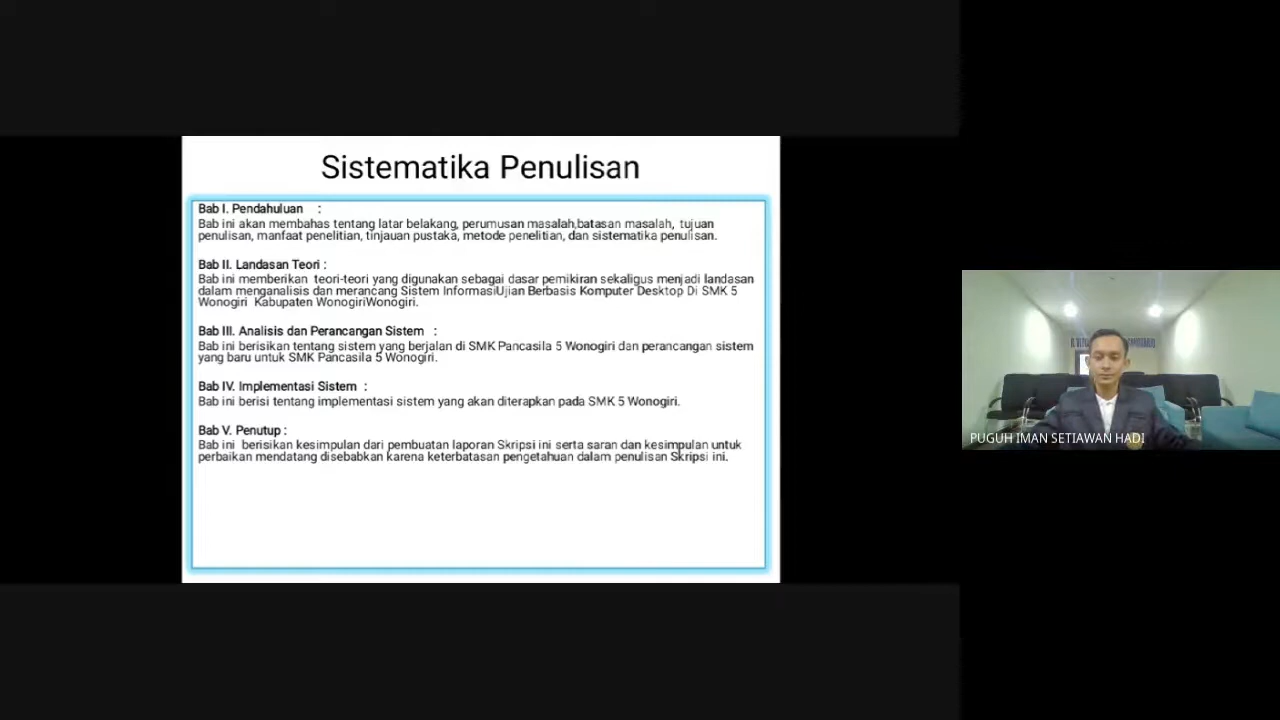 Sistematika Penulisan
Bab I. Pendahuluan :
Bab ini akan membahas tentang latar belakang, perumusan masalah,batasan masalah, tujuan
penulisan, manfaat penelitian, tinjauan pustaka, metode penelitian, dan sistematika penulisan.
Bab II. Landasan Teori :
Bab ini memberikan teori-teori yang digunakan sebagai dasar pemikiran sekaligus menjadi landasan
dalam menganalisis dan merancang Sistem InformasiUjian Berbasis Komputer Desktop Di SMK 5
Wonogiri Kabupaten WonogiriWonogiri.
Bab III. Analisis dan Perancangan Sistem :
Bab ini berisikan tentang sistem yang berjalan di SMK Pancasila 5 Wonogiri dan perancangan sistem
yang baru untuk SMK Pancasila 5 Wonogiri.
Bab IV. Implementasi Sistem :
Bab ini berisi tentang implementasi sistem yang akan diterapkan pada SMK 5 Wonogiri.
Bab V. Penutup :
Bab ini berisikan kesimpulan dari pembuatan laporan Skripsi ini serta saran dan kesimpulan untuk
perbaikan mendatang disebabkan karena keterbatasan pengetahuan dalam penulisan Skripsi ini.
PUGUH IMAN SETIAWAN HADI